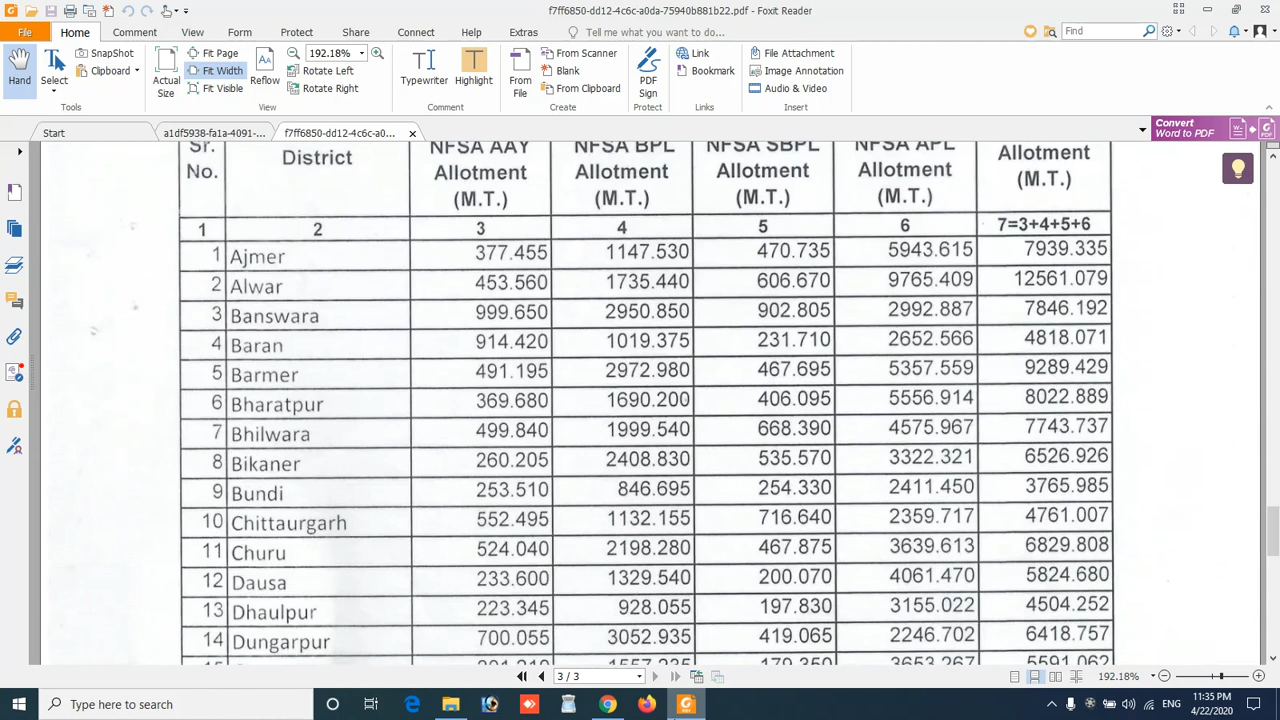 f7ff6850-dd12-4c6c-a0da-75940b881b22.pdf - Foxit Reader
File Home Comment View Form Protect Share Connect Help Extras Tell me what you want to do... Find
Hand Select SnapShot Clipboard Actual Size Fit Page Fit Width Fit Visible Reflow 192.18% Rotate Left Rotate Right Typewriter Highlight From File From Scanner Blank From Clipboard PDF Sign Link Bookmark File Attachment Image Annotation Audio & Video
Tools View Comment Create Protect Links Insert
Start a1df5938-fa1a-4091-... f7ff6850-dd12-4c6c-a0... Convert Word to PDF
Sr. No. District NFSA AAY Allotment (M.T.) NFSA BPL Allotment (M.T.) NFSA SBPL Allotment (M.T.) NFSA APL Allotment (M.T.) Allotment (M.T.)
1 2 3 4 5 6 7=3+4+5+6
1 Ajmer 377.455 1147.530 470.735 5943.615 7939.335
2 Alwar 453.560 1735.440 606.670 9765.409 12561.079
3 Banswara 999.650 2950.850 902.805 2992.887 7846.192
4 Baran 914.420 1019.375 231.710 2652.566 4818.071
5 Barmer 491.195 2972.980 467.695 5357.559 9289.429
6 Bharatpur 369.680 1690.200 406.095 5556.914 8022.889
7 Bhilwara 499.840 1999.540 668.390 4575.967 7743.737
8 Bikaner 260.205 2408.830 535.570 3322.321 6526.926
9 Bundi 253.510 846.695 254.330 2411.450 3765.985
10 Chittaurgarh 552.495 1132.155 716.640 2359.717 4761.007
11 Churu 524.040 2198.280 467.875 3639.613 6829.808
12 Dausa 233.600 1329.540 200.070 4061.470 5824.680
13 Dhaulpur 223.345 928.055 197.830 3155.022 4504.252
14 Dungarpur 700.055 3052.935 419.065 2246.702 6418.757
3 / 3 192.18%
Type here to search ENG 11:35 PM
4/22/2020